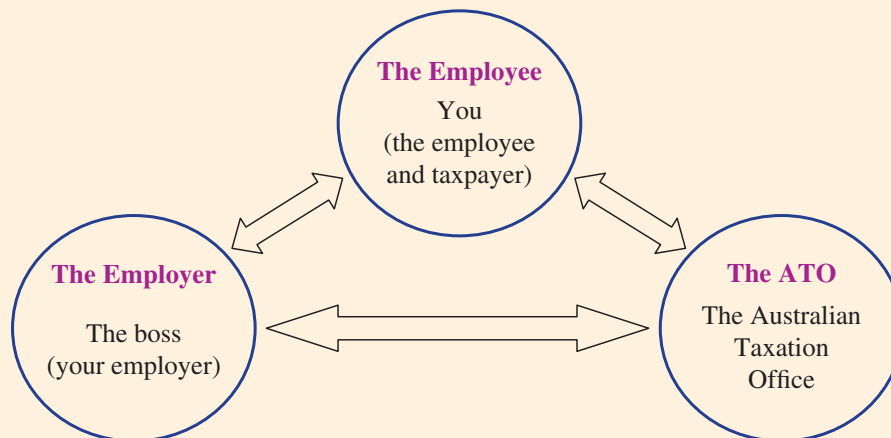 The Employee
You
(the employee
and taxpayer)
The Employer
The boss
(your employer)
The ATO
The Australian
Taxation
Office